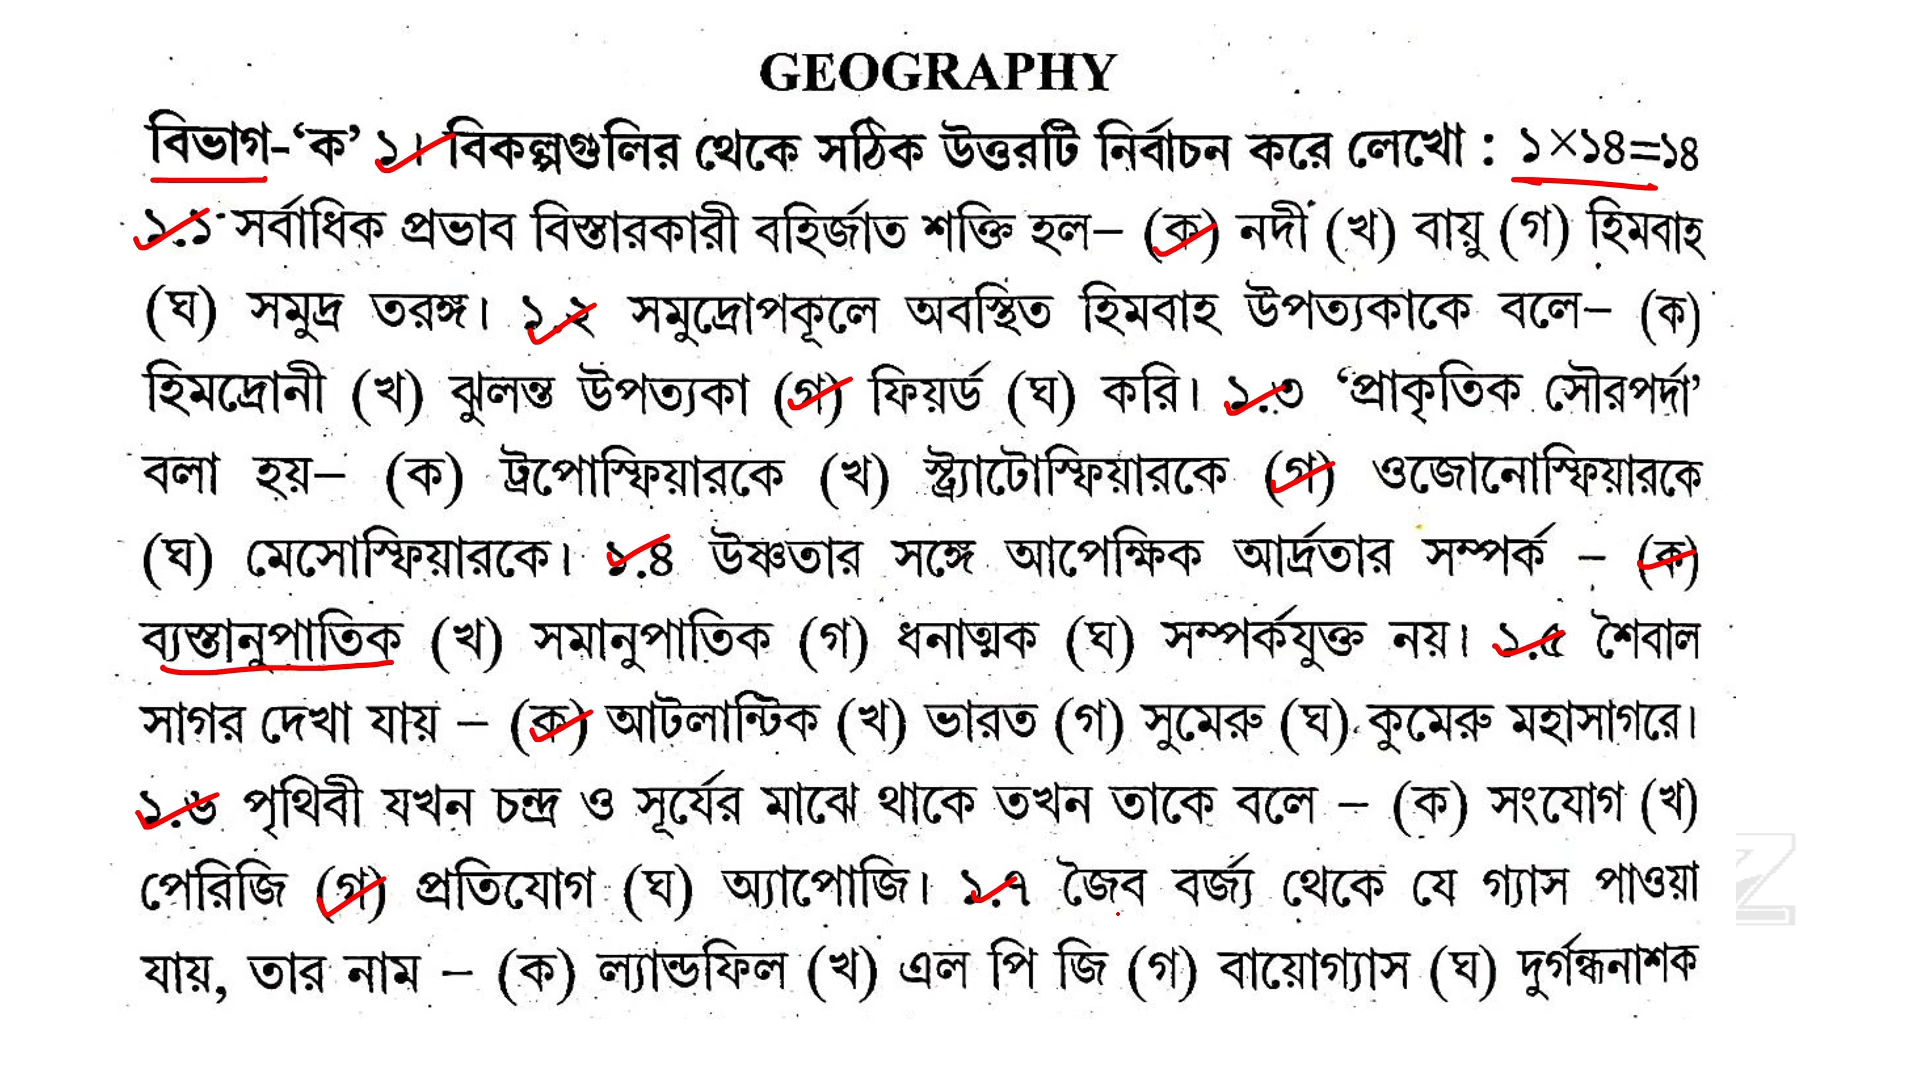 GEOGRAPHY
বিভাগ-‘ক’ ১। বিকল্পগুলির থেকে সঠিক উত্তরটি নির্বাচন করে লেখো : ১×১৪=১৪
১.১ সর্বাধিক প্রভাব বিস্তারকারী বহির্জাত শক্তি হল– (ক) নদী (খ) বায়ু (গ) হিমবাহ
(ঘ) সমুদ্র তরঙ্গ। ১.২ সমুদ্রোপকূলে অবস্থিত হিমবাহ উপত্যকাকে বলে– (ক)
হিমদ্রোনী (খ) ঝুলন্ত উপত্যকা (গ) ফিয়র্ড (ঘ) করি। ১.৩ ‘প্রাকৃতিক সৌরপর্দা’
বলা হয়– (ক) ট্রপোস্ফিয়ারকে (খ) স্ট্র্যাটোস্ফিয়ারকে (গ) ওজোনোস্ফিয়ারকে
(ঘ) মেসোস্ফিয়ারকে। ১.৪ উষ্ণতার সঙ্গে আপেক্ষিক আর্দ্রতার সম্পর্ক – (ক)
ব্যস্তানুপাতিক (খ) সমানুপাতিক (গ) ধনাত্মক (ঘ) সম্পর্কযুক্ত নয়। ১.৫ শৈবাল
সাগর দেখা যায় – (ক) আটলান্টিক (খ) ভারত (গ) সুমেরু (ঘ) কুমেরু মহাসাগরে।
১.৬ পৃথিবী যখন চন্দ্র ও সূর্যের মাঝে থাকে তখন তাকে বলে – (ক) সংযোগ (খ)
পেরিজি (গ) প্রতিযোগ (ঘ) অ্যাপোজি। ১.৭ জৈব বর্জ্য থেকে যে গ্যাস পাওয়া
যায়, তার নাম – (ক) ল্যান্ডফিল (খ) এল পি জি (গ) বায়োগ্যাস (ঘ) দুর্গন্ধনাশক